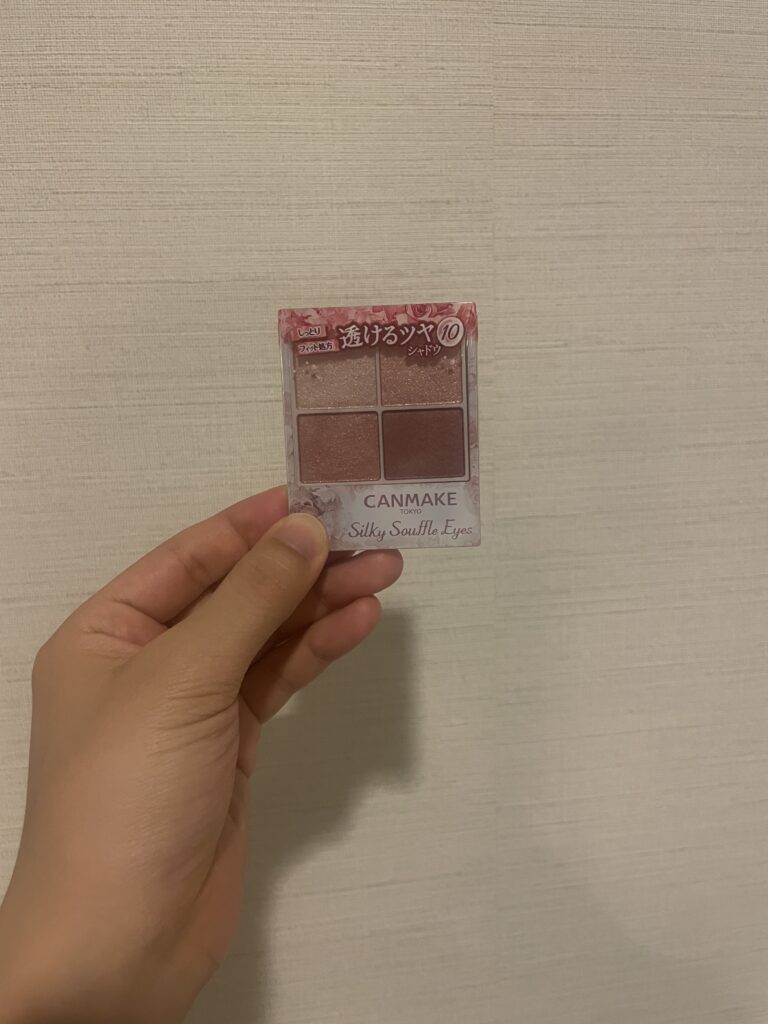 しっとり
フィット処方
透けるツヤ
シャドウ
10
CANMAKE
TOKYO
Silky Souffle Eyes